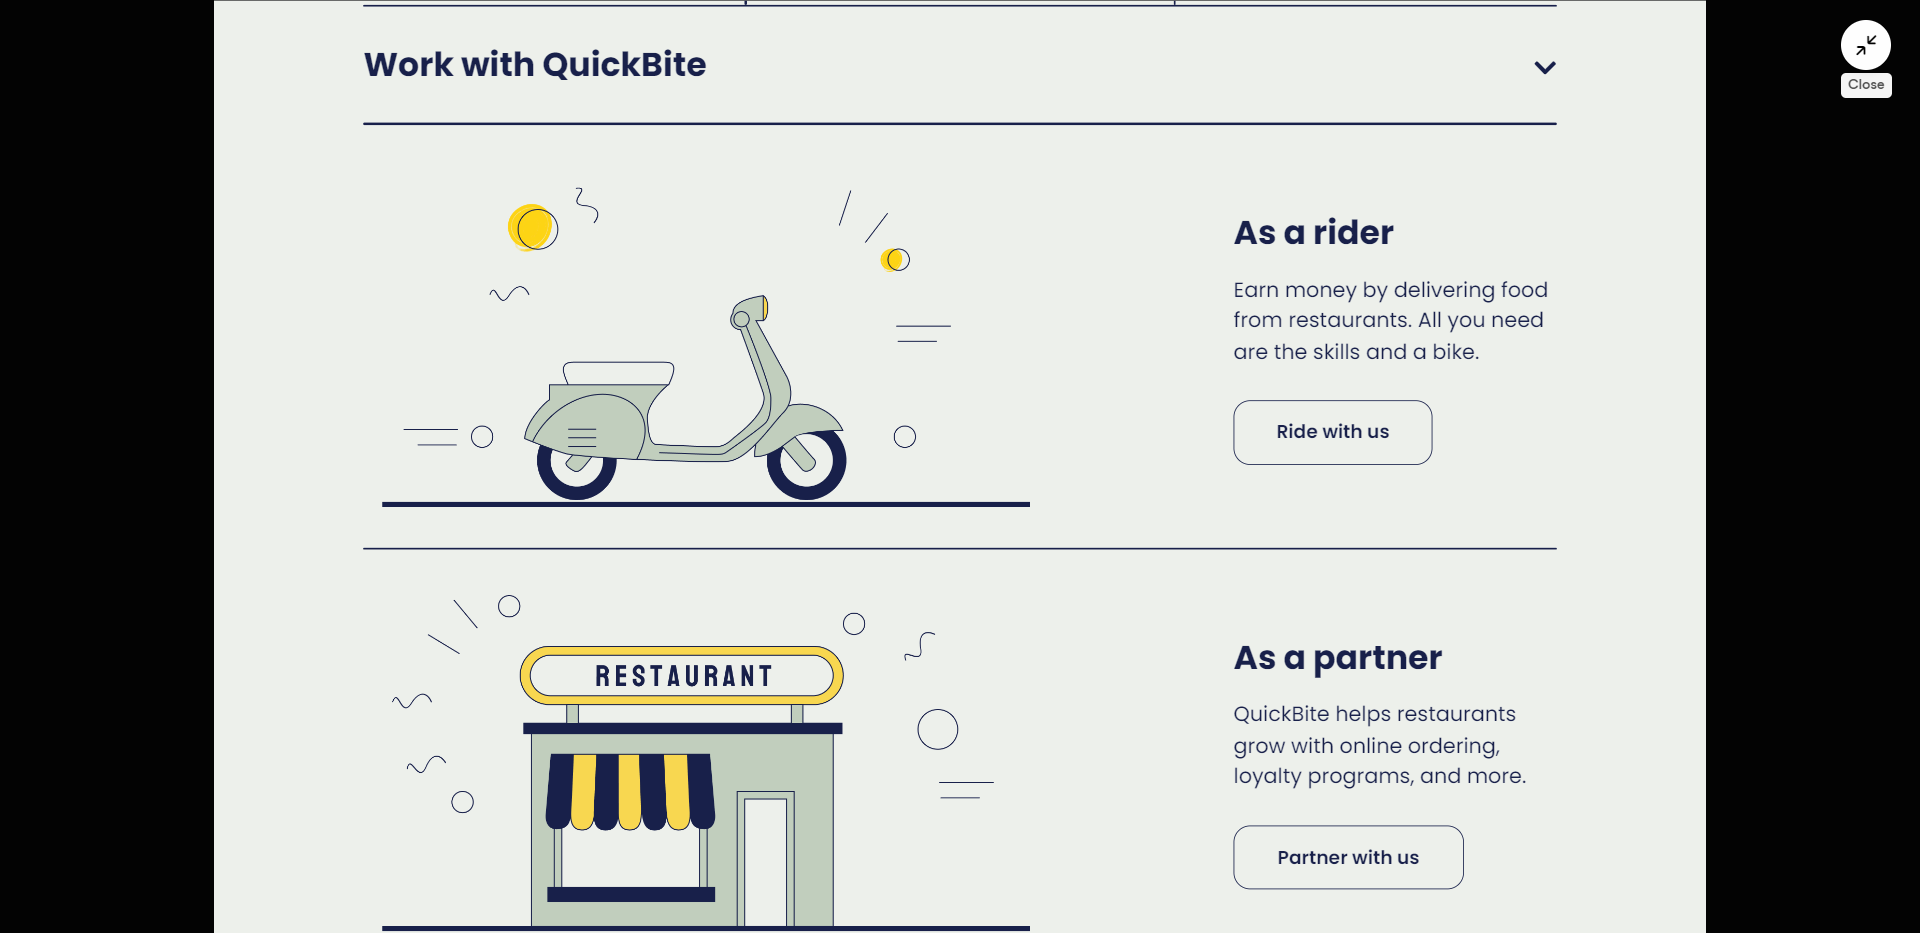 Work with QuickBite
Close
As a rider
Earn money by delivering food
from restaurants. All you need
are the skills and a bike.
Ride with us
RESTAURANT
As a partner
QuickBite helps restaurants
grow with online ordering,
loyalty programs, and more.
Partner with us